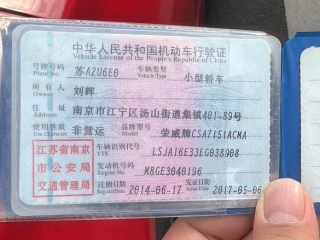 中华人民共和国机动车行驶证
Vehicle License of the People's Republic of China
号牌号码 苏AZU6E0 车辆类型 小型轿车
Plate No. Vehicle Type
所有人 刘辉
Owner
住址 南京市江宁区汤山街道集镇401-89号
Address
使用性质 非营运 品牌型号 荣威牌CSA7151ACMA
Use Character Model
江苏省南京市公安局交通管理局
车辆识别代号 LSJA16E33EG038908
VIN
发动机号码 K8GE3040196
Engine No.
注册日期 2014-06-17 发证日期 2017-05-06
Register Date Issue Date